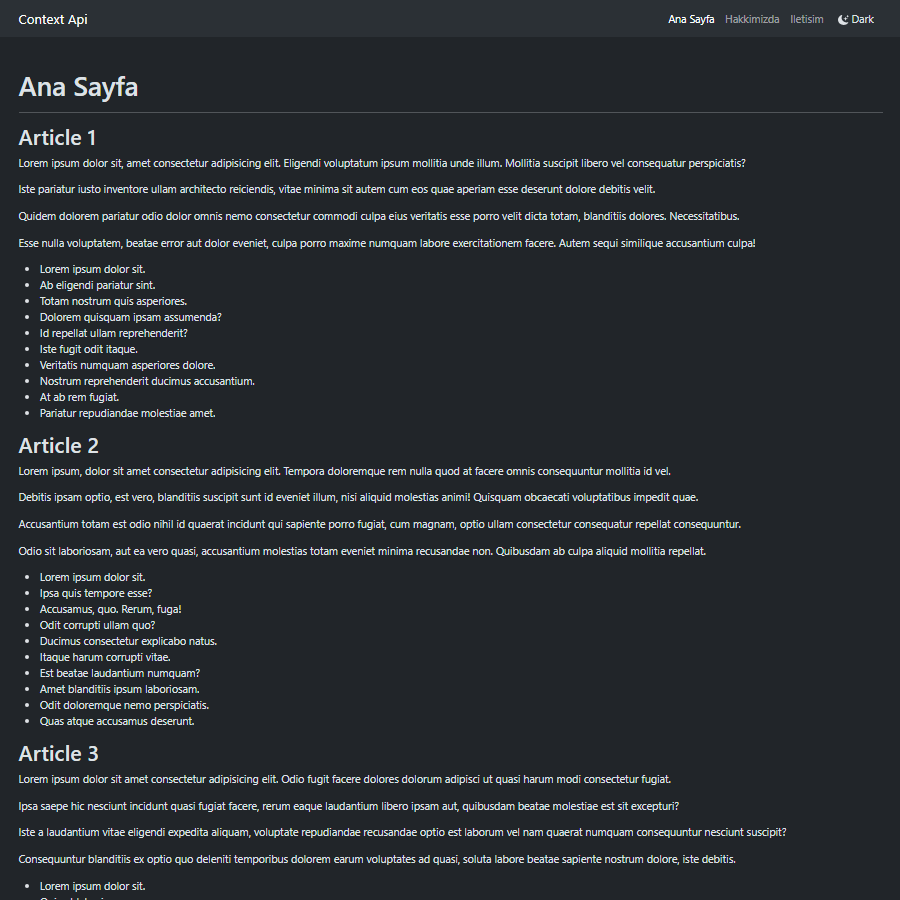 Context Api
Ana Sayfa Hakkimizda Iletisim Dark
Ana Sayfa
Article 1
Lorem ipsum dolor sit, amet consectetur adipisicing elit. Eligendi voluptatum ipsum mollitia unde illum. Mollitia suscipit libero vel consequatur perspiciatis?
Iste pariatur iusto inventore ullam architecto reiciendis, vitae minima sit autem cum eos quae aperiam esse deserunt dolore debitis velit.
Quidem dolorem pariatur odio dolor omnis nemo consectetur commodi culpa eius veritatis esse porro velit dicta totam, blanditiis dolores. Necessitatibus.
Esse nulla voluptatem, beatae error aut dolor eveniet, culpa porro maxime numquam labore exercitationem facere. Autem sequi similique accusantium culpa!
Lorem ipsum dolor sit.
Ab eligendi pariatur sint.
Totam nostrum quis asperiores.
Dolorem quisquam ipsam assumenda?
Id repellat ullam reprehenderit?
Iste fugit odit itaque.
Veritatis numquam asperiores dolore.
Nostrum reprehenderit ducimus accusantium.
At ab rem fugiat.
Pariatur repudiandae molestiae amet.
Article 2
Lorem ipsum, dolor sit amet consectetur adipisicing elit. Tempora doloremque rem nulla quod at facere omnis consequuntur mollitia id vel.
Debitis ipsam optio, est vero, blanditiis suscipit sunt id eveniet illum, nisi aliquid molestias animi! Quisquam obcaecati voluptatibus impedit quae.
Accusantium totam est odio nihil id quaerat incidunt qui sapiente porro fugiat, cum magnam, optio ullam consectetur consequatur repellat consequuntur.
Odio sit laboriosam, aut ea vero quasi, accusantium molestias totam eveniet minima recusandae non. Quibusdam ab culpa aliquid mollitia repellat.
Lorem ipsum dolor sit.
Ipsa quis tempore esse?
Accusamus, quo. Rerum, fuga!
Odit corrupti ullam quo?
Ducimus consectetur explicabo natus.
Itaque harum corrupti vitae.
Est beatae laudantium numquam?
Amet blanditiis ipsum laboriosam.
Odit doloremque nemo perspiciatis.
Quas atque accusamus deserunt.
Article 3
Lorem ipsum dolor sit amet consectetur adipisicing elit. Odio fugit facere dolores dolorum adipisci ut quasi harum modi consectetur fugiat.
Ipsa saepe hic nesciunt incidunt quasi fugiat facere, rerum eaque laudantium libero ipsam aut, quibusdam beatae molestiae est sit excepturi?
Iste a laudantium vitae eligendi expedita aliquam, voluptate repudiandae recusandae optio est laborum vel nam quaerat numquam consequuntur nesciunt suscipit?
Consequuntur blanditiis ex optio quo deleniti temporibus dolorem earum voluptates ad quasi, soluta labore beatae sapiente nostrum dolore, iste debitis.
Lorem ipsum dolor sit.